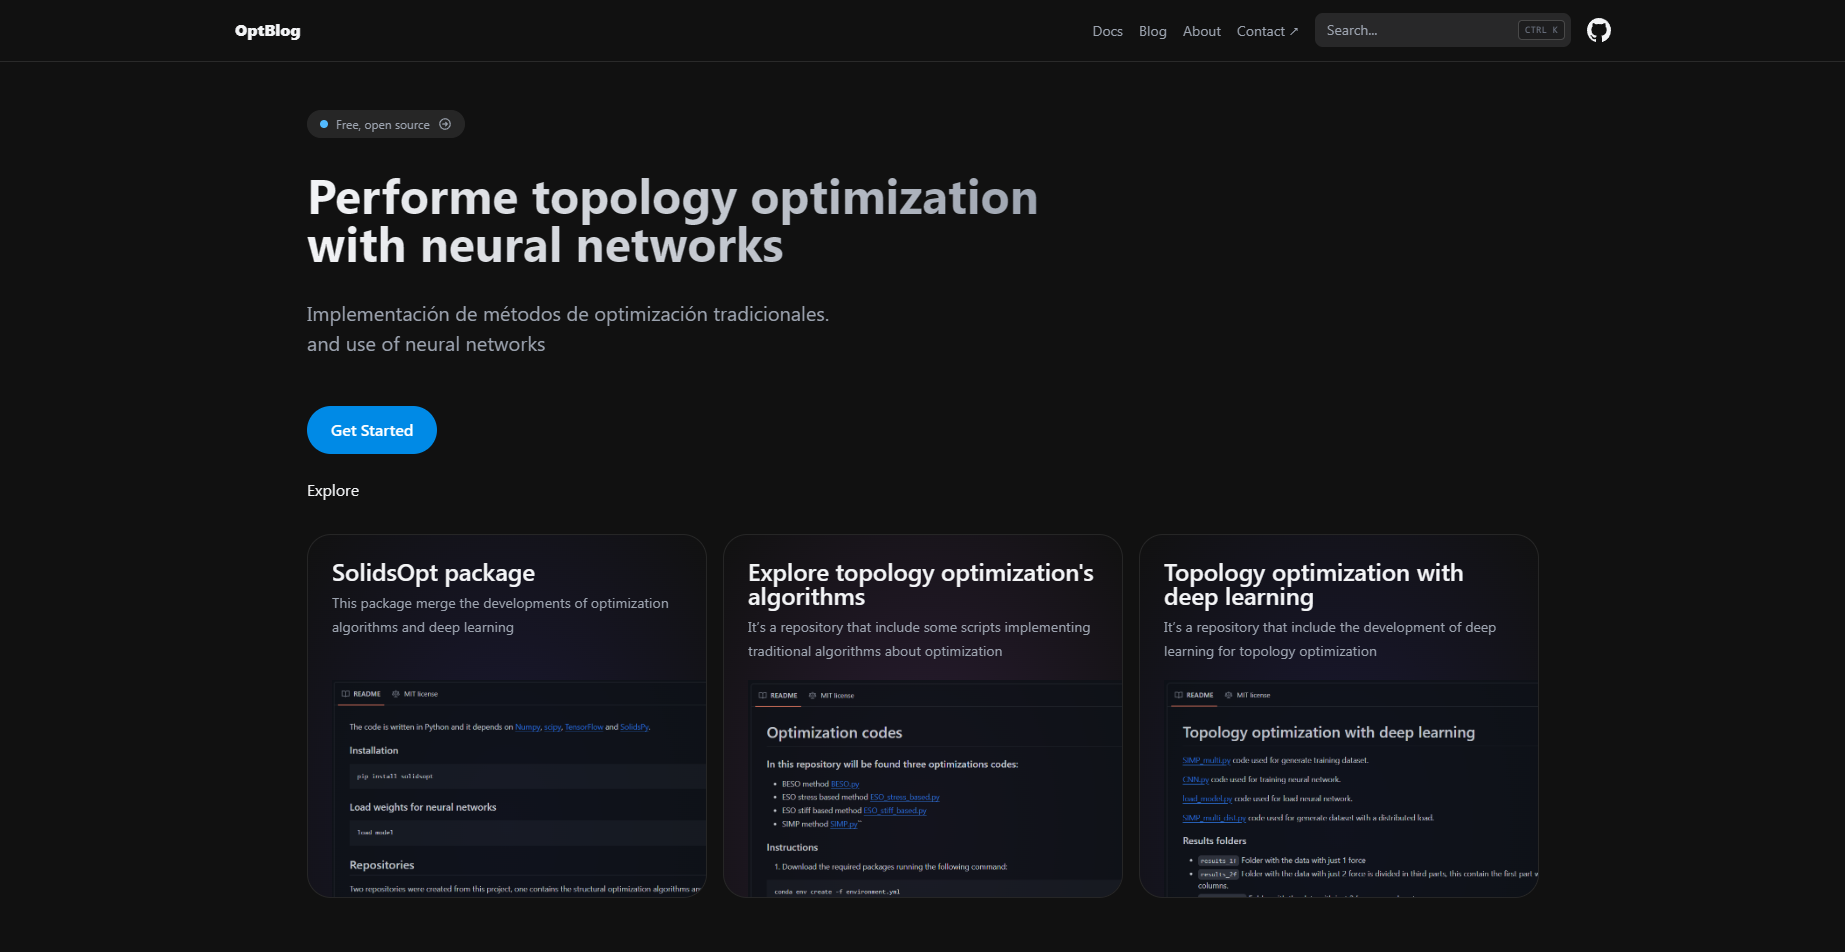 OptBlog
Docs Blog About Contact ↗ Search... CTRL K
Free, open source
Performe topology optimization
with neural networks
Implementación de métodos de optimización tradicionales.
and use of neural networks
Get Started
Explore
SolidsOpt package
This package merge the developments of optimization
algorithms and deep learning
README MIT license
The code is written in Python and it depends on Numpy, scipy, TensorFlow and SolidsPy.
Installation
pip install solidsopt
Load weights for neural networks
load model
Repositories
Two repositories were created from this project, one contains the structural optimization algorithms
Explore topology optimization's
algorithms
It's a repository that include some scripts implementing
traditional algorithms about optimization
README MIT license
Optimization codes
In this repository will be found three optimizations codes:
• BESO method BESO.py
• ESO stress based method ESO_stress_based.py
• ESO stiff based method ESO_stiff_based.py
• SIMP method SIMP.py
Instructions
1. Download the required packages running the following command:
conda env create -f environment.yml
Topology optimization with
deep learning
It's a repository that include the development of deep
learning for topology optimization
README MIT license
Topology optimization with deep learning
SIMP_multi.py code used for generate training dataset.
CNN.py code used for training neural network.
load_model.py code used for load neural network.
SIMP_multi_dist.py code used for generate dataset with a distributed load.
Results folders
• Folder with the data with just 1 force
• Folder with the data with just 2 force is divided in third parts, this contain the first part
columns.